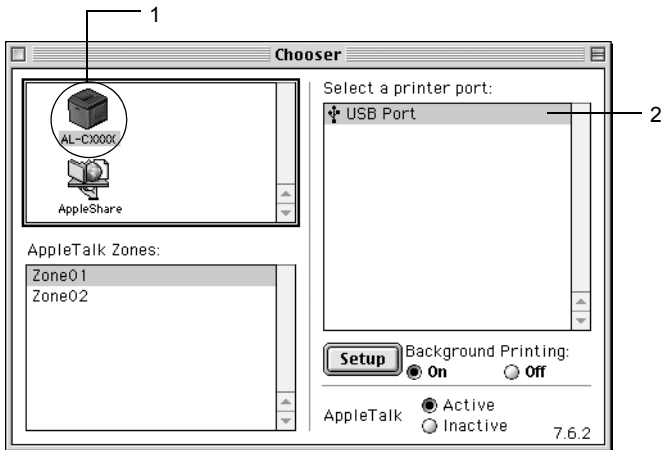 1
Chooser
AL-CXXXX
AppleShare
AppleTalk Zones:
Zone01
Zone02
Select a printer port:
USB Port
2
Setup
Background Printing:
On
Off
AppleTalk
Active
Inactive
7.6.2